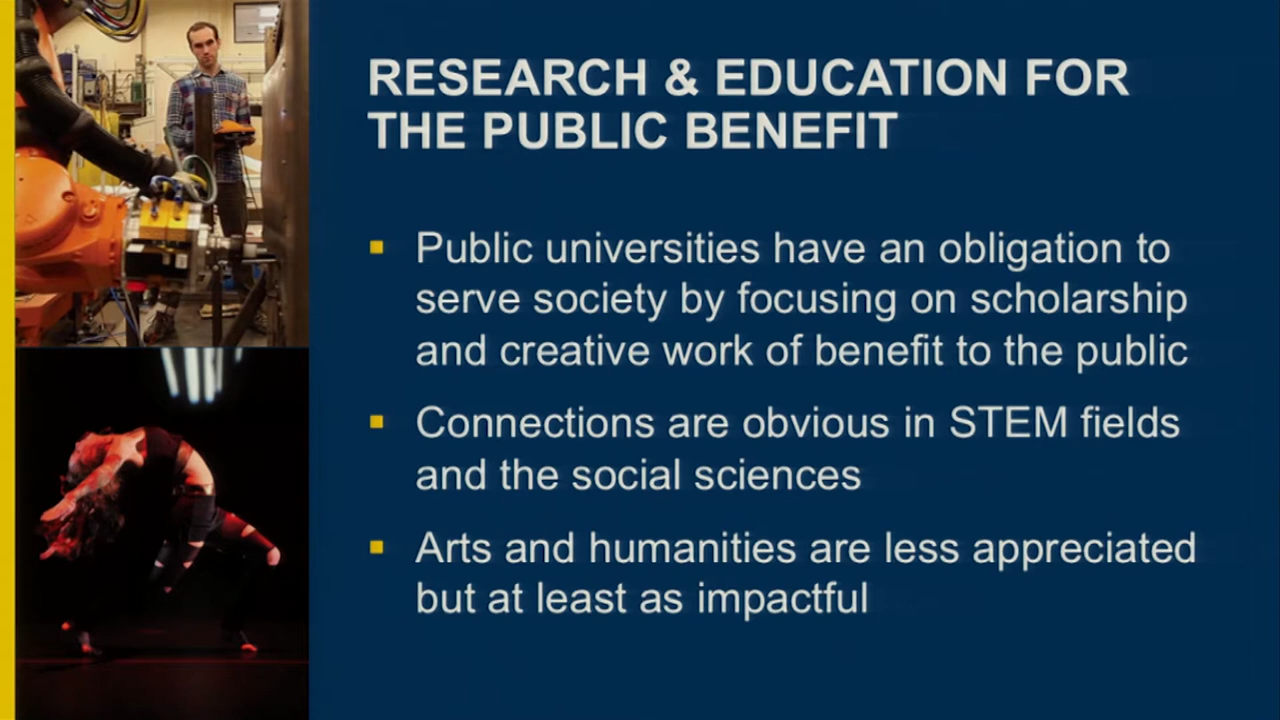 RESEARCH & EDUCATION FOR
THE PUBLIC BENEFIT
▪ Public universities have an obligation to
serve society by focusing on scholarship
and creative work of benefit to the public
▪ Connections are obvious in STEM fields
and the social sciences
▪ Arts and humanities are less appreciated
but at least as impactful